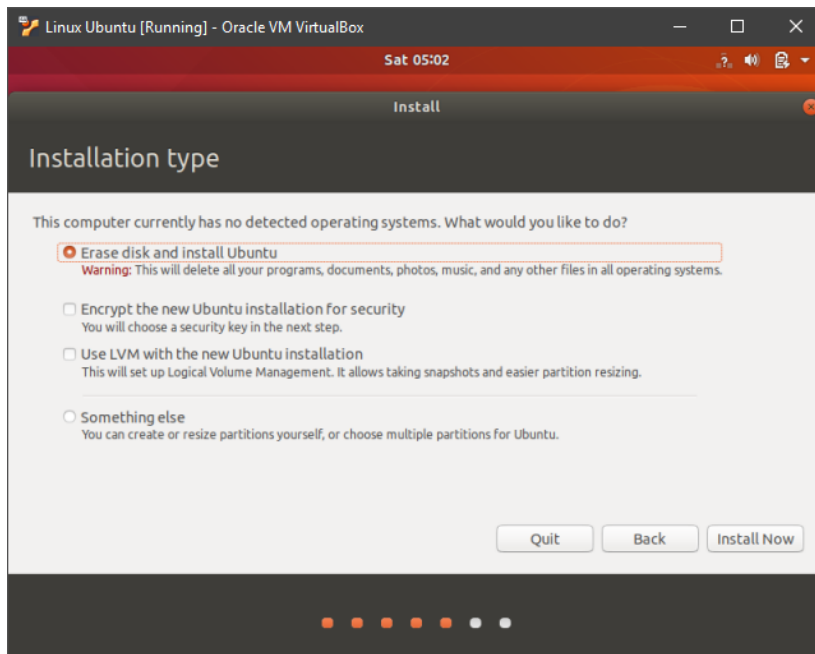 Linux Ubuntu [Running] - Oracle VM VirtualBox
Sat 05:02
Install
Installation type
This computer currently has no detected operating systems. What would you like to do?
Erase disk and install Ubuntu
Warning: This will delete all your programs, documents, photos, music, and any other files in all operating systems.
Encrypt the new Ubuntu installation for security
You will choose a security key in the next step.
Use LVM with the new Ubuntu installation
This will set up Logical Volume Management. It allows taking snapshots and easier partition resizing.
Something else
You can create or resize partitions yourself, or choose multiple partitions for Ubuntu.
Quit Back Install Now